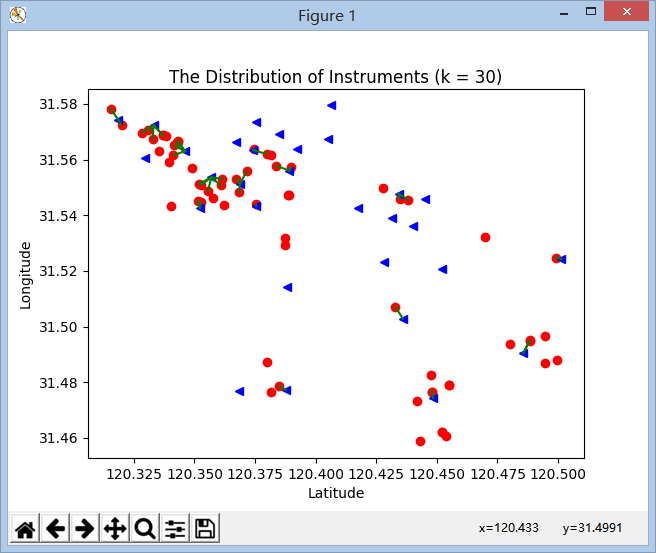 Figure 1
The Distribution of Instruments (k = 30)
31.58
31.56
31.54
31.52
31.50
31.48
31.46
Longitude
120.325 120.350 120.375 120.400 120.425 120.450 120.475 120.500
Latitude
x=120.433 y=31.4991